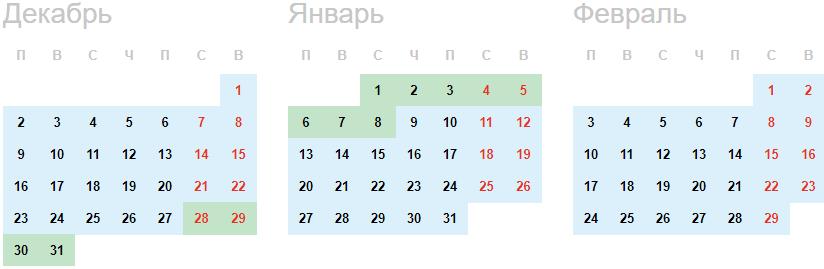 Декабрь Январь Февраль
П В С Ч П С В П В С Ч П С В П В С Ч П С В
1 1 2 3 4 5 1 2
2 3 4 5 6 7 8 6 7 8 9 10 11 12 3 4 5 6 7 8 9
9 10 11 12 13 14 15 13 14 15 16 17 18 19 10 11 12 13 14 15 16
16 17 18 19 20 21 22 20 21 22 23 24 25 26 17 18 19 20 21 22 23
23 24 25 26 27 28 29 27 28 29 30 31 24 25 26 27 28 29
30 31